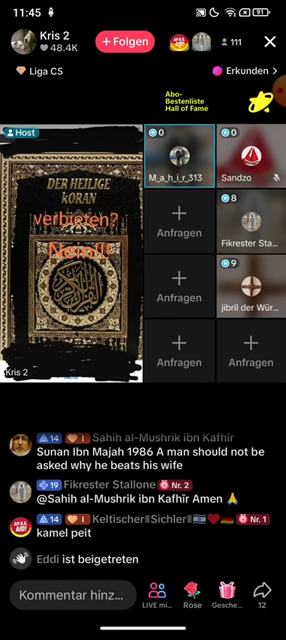 11:45
91
Kris 2
48.4K
+ Folgen
111
Liga C5
Erkunden >
Abo-
Bestenliste
Hall of Fame
Host
DER HEILIGE
KORAN
verbieten?
Nein!!
Kris 2
0
M_a_h_i_r_313
0
Sandzo
Anfragen
8
Fikrester Sta...
Anfragen
9
jibril der Wür...
Anfragen
Anfragen
14 I Sahih al-Mushrik ibn Kafhir
Sunan Ibn Majah 1986 A man should not be
asked why he beats his wife
19 Fikrester Stallone Nr. 2
@Sahih al-Mushrik ibn Kafhir Amen 🙏
14 I Keltischer Sichler 🇮🇱❤️🇩🇪 Nr. 1
kamel peit
Eddi ist beigetreten
Kommentar hinz...
LIVE mi...
Rose
Gesche...
12